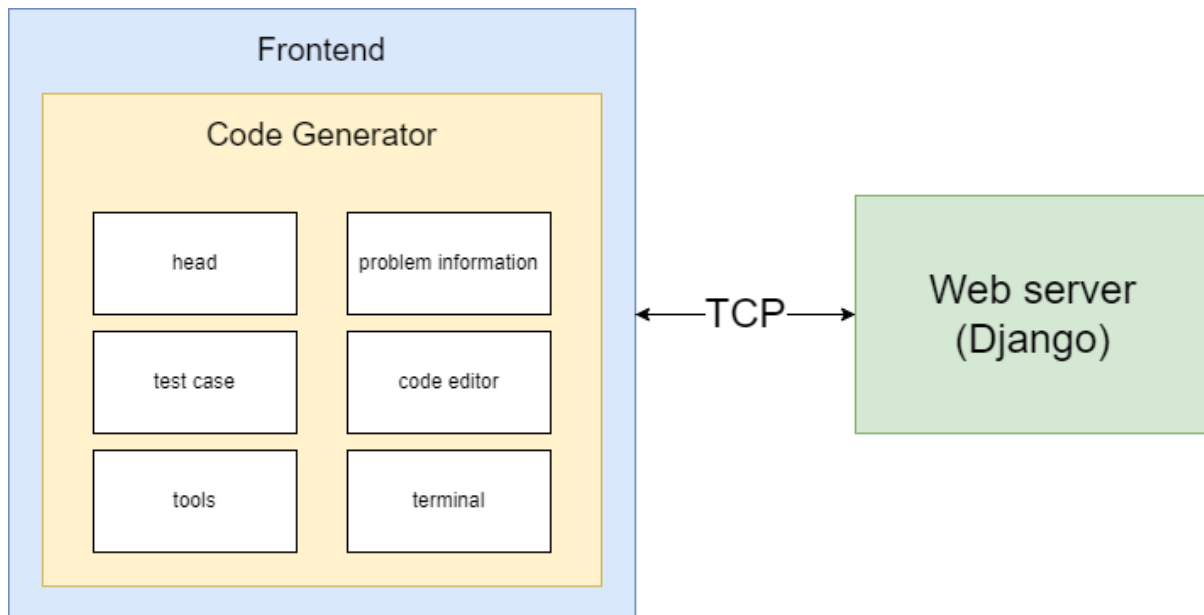 Frontend
Code Generator
head
problem information
test case
code editor
tools
terminal
TCP
Web server
(Django)